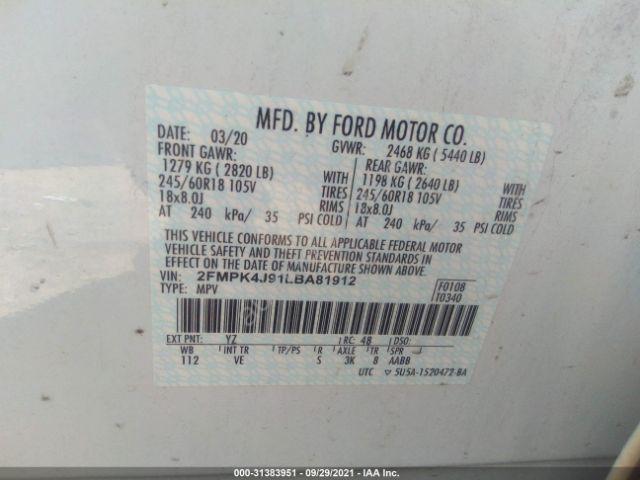 MFD. BY FORD MOTOR CO.
DATE: 03/20 GVWR: 2468 KG ( 5440 LB)
FRONT GAWR: REAR GAWR:
1279 KG ( 2820 LB) WITH 1198 KG ( 2640 LB) WITH
245/60R18 105V TIRES 245/60R18 105V TIRES
18x8.0J RIMS 18x8.0J RIMS
AT 240 kPa/ 35 PSI COLD AT 240 kPa/ 35 PSI COLD
THIS VEHICLE CONFORMS TO ALL APPLICABLE FEDERAL MOTOR
VEHICLE SAFETY AND THEFT PREVENTION STANDARDS IN EFFECT ON
THE DATE OF MANUFACTURE SHOWN ABOVE.
VIN: 2FMPK4J91LBA81912 F0108
TYPE: MPV T0340
EXT PNT: YZ RC: 48 DSO:
WB INT TR TP/PS R AXLE TR SPR
112 VE S 3K 8 AABB
UTC 5U5A-1520472-BA
000-31383951 - 09/29/2021 - IAA Inc.